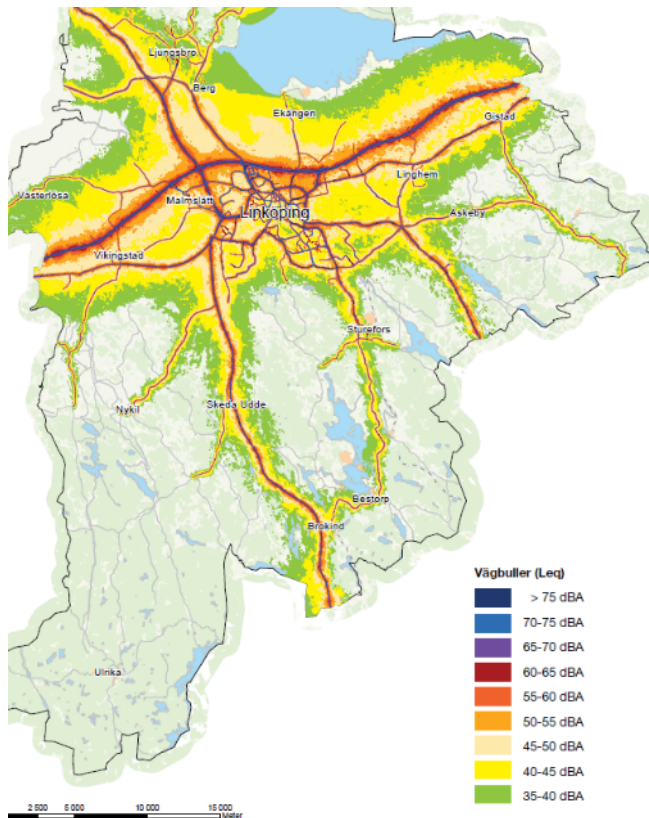 Ljungsbro
Berg
Ekängen
Gistad
Linghem
Västerlösa
Malmslätt
Linköping
Askeby
Vikingstad
Sturefors
Nykil
Skeda Udde
Bestorp
Brokind
Ulrika
Vägbuller (Leq)
> 75 dBA
70-75 dBA
65-70 dBA
60-65 dBA
55-60 dBA
50-55 dBA
45-50 dBA
40-45 dBA
35-40 dBA
2 500 5 000 10 000 15 000
Meter